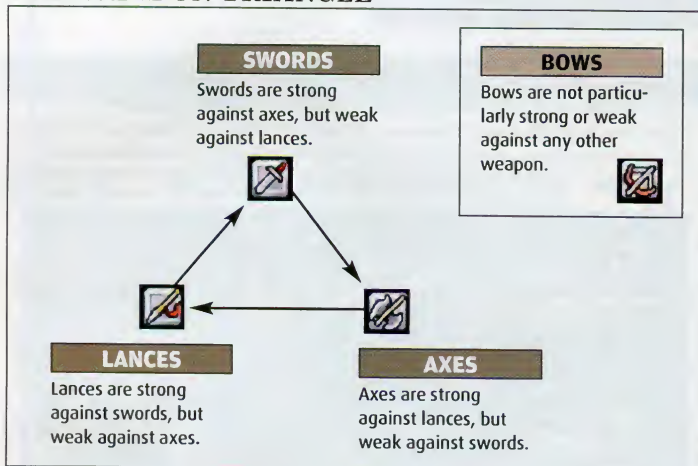 SWORDS
Swords are strong
against axes, but weak
against lances.
BOWS
Bows are not particu-
larly strong or weak
against any other
weapon.
LANCES
Lances are strong
against swords, but
weak against axes.
AXES
Axes are strong
against lances, but
weak against swords.